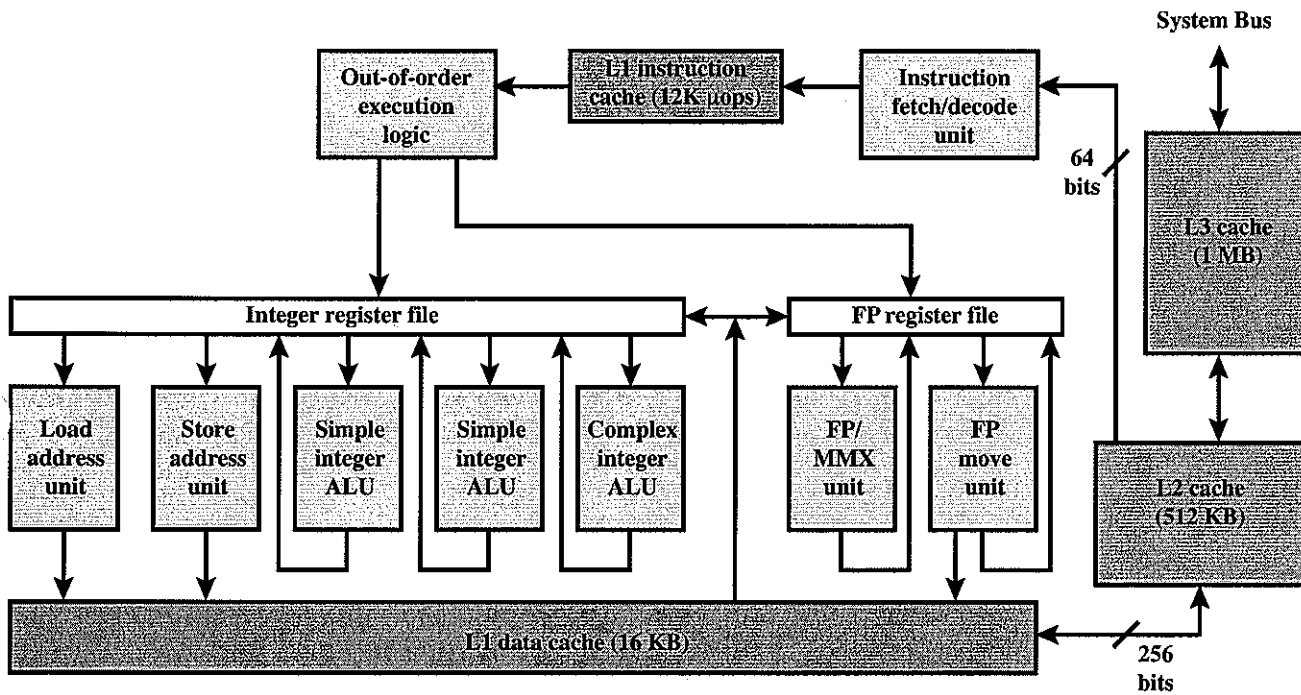 System Bus
Out-of-order
execution
logic
L1 instruction
cache (12K μops)
Instruction
fetch/decode
unit
64
bits
L3 cache
(1 MB)
Integer register file
FP register file
Load
address
unit
Store
address
unit
Simple
integer
ALU
Simple
integer
ALU
Complex
integer
ALU
FP/
MMX
unit
FP
move
unit
L2 cache
(512 KB)
L1 data cache (16 KB)
256
bits